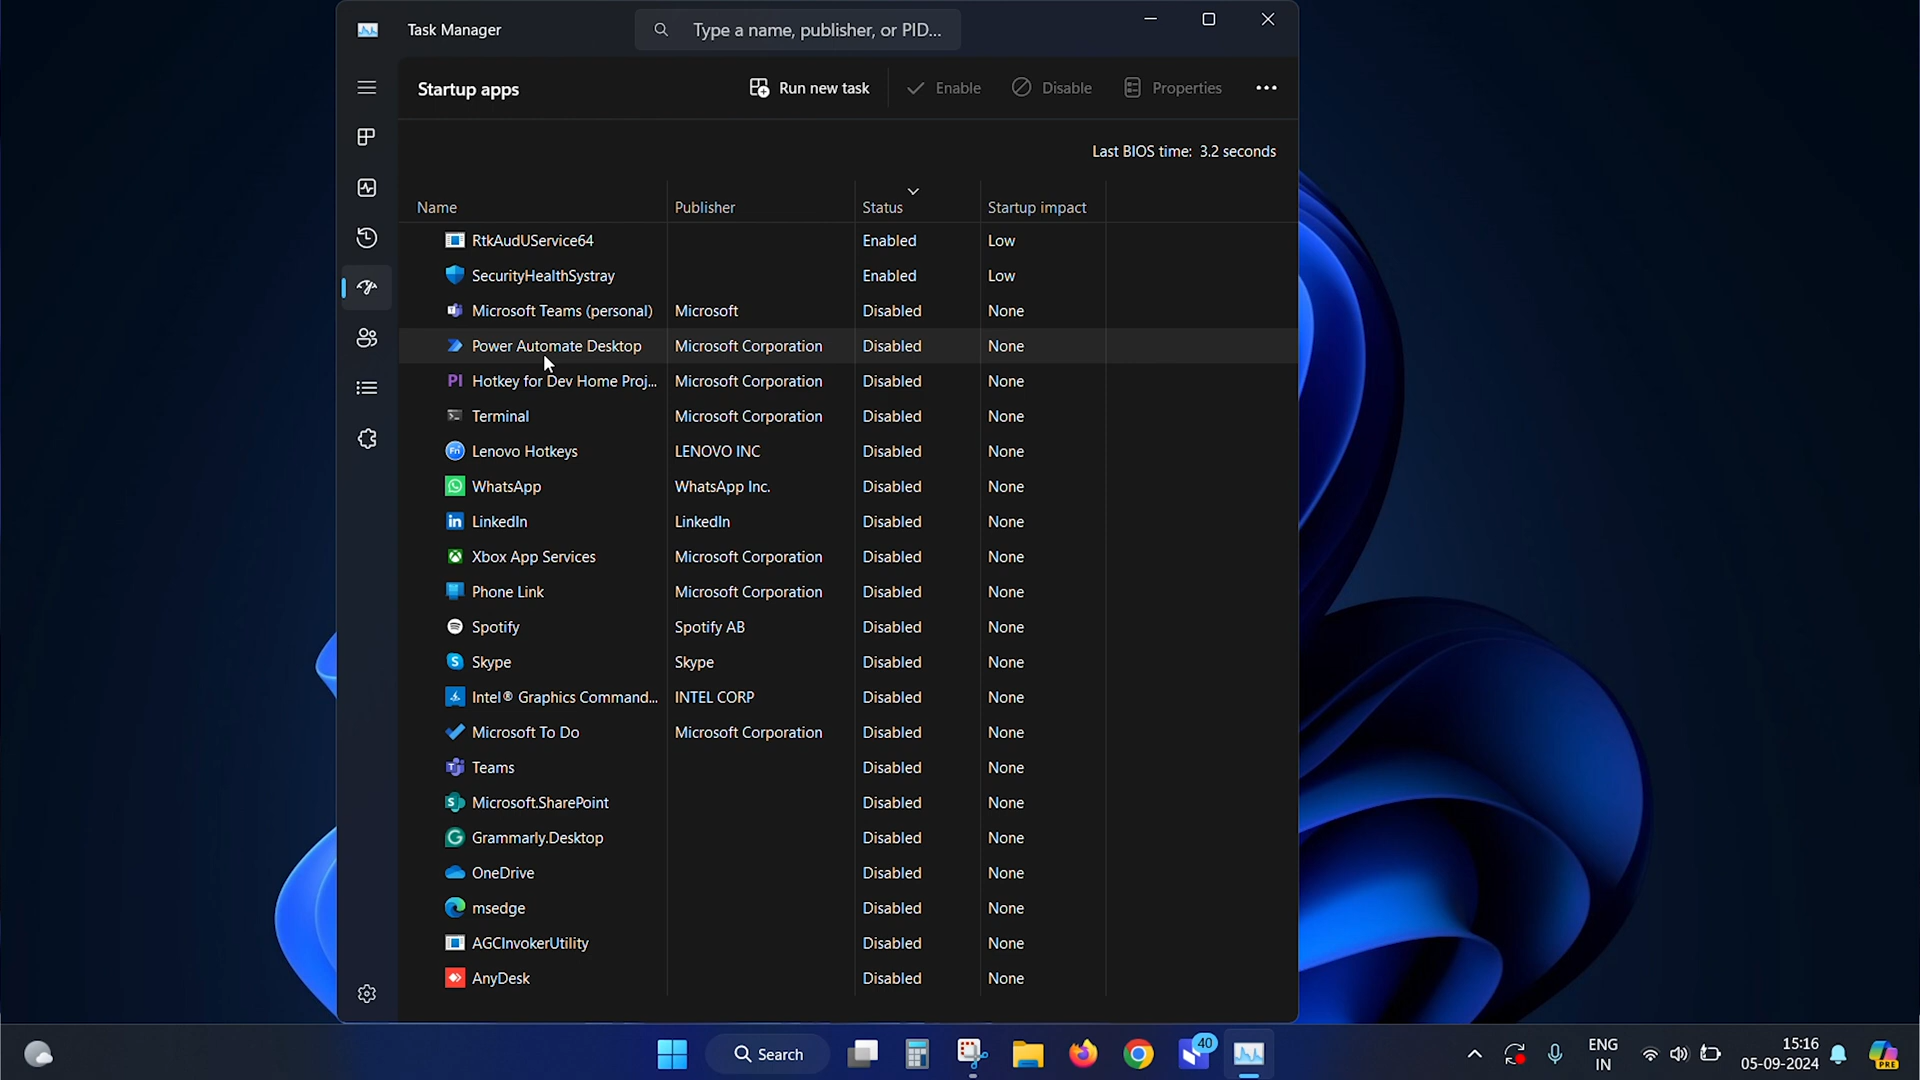 Task Manager
Type a name, publisher, or PID...
Startup apps
Run new task
Enable
Disable
Properties
Last BIOS time: 3.2 seconds
Name Publisher Status Startup impact
RtkAudUService64 Enabled Low
SecurityHealthSystray Enabled Low
Microsoft Teams (personal) Microsoft Disabled None
Power Automate Desktop Microsoft Corporation Disabled None
PI Hotkey for Dev Home Proj... Microsoft Corporation Disabled None
Terminal Microsoft Corporation Disabled None
Fn Lenovo Hotkeys LENOVO INC Disabled None
WhatsApp WhatsApp Inc. Disabled None
in LinkedIn LinkedIn Disabled None
Xbox App Services Microsoft Corporation Disabled None
Phone Link Microsoft Corporation Disabled None
Spotify Spotify AB Disabled None
S Skype Skype Disabled None
Intel® Graphics Command... INTEL CORP Disabled None
Microsoft To Do Microsoft Corporation Disabled None
Teams Disabled None
S Microsoft.SharePoint Disabled None
G Grammarly.Desktop Disabled None
OneDrive Disabled None
msedge Disabled None
AGCInvokerUtility Disabled None
AnyDesk Disabled None
Search
40
ENG
IN
15:16
05-09-2024
PRE